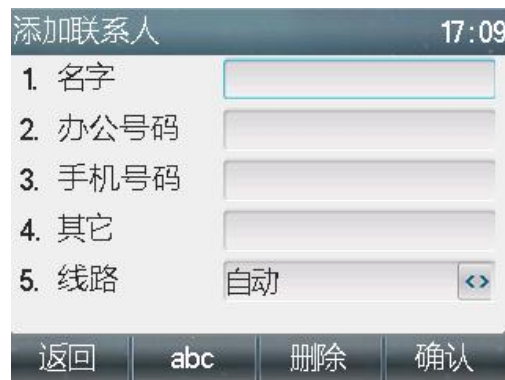 添加联系人 17:09
1. 名字
2. 办公号码
3. 手机号码
4. 其它
5. 线路 自动 <>
返回 abc 删除 确认